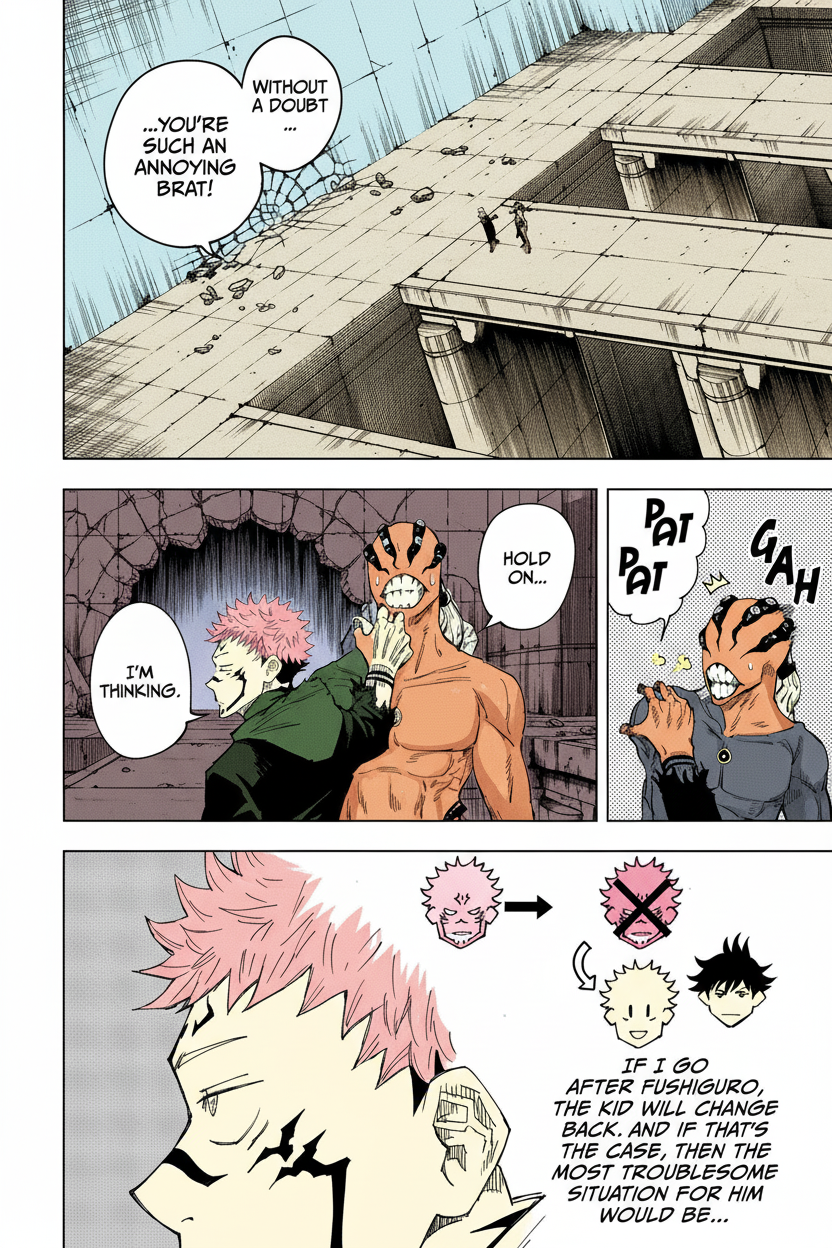 WITHOUT
A DOUBT
...
...YOU'RE
SUCH AN
ANNOYING
BRAT!
HOLD
ON...
I'M
THINKING.
PAT
PAT
GAH
IF I GO
AFTER FUSHIGURO,
THE KID WILL CHANGE
BACK. AND IF THAT'S
THE CASE, THEN THE
MOST TROUBLESOME
SITUATION FOR HIM
WOULD BE...